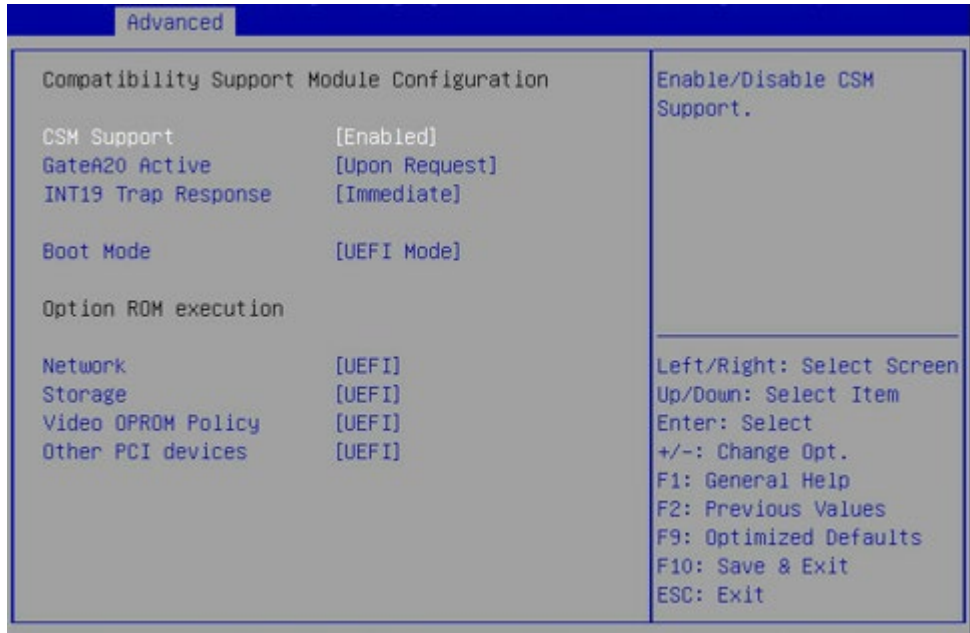 Advanced
Compatibility Support Module Configuration
CSM Support [Enabled]
GateA20 Active [Upon Request]
INT19 Trap Response [Immediate]
Boot Mode [UEFI Mode]
Option ROM execution
Network [UEFI]
Storage [UEFI]
Video OPROM Policy [UEFI]
Other PCI devices [UEFI]
Enable/Disable CSM
Support.
Left/Right: Select Screen
Up/Down: Select Item
Enter: Select
+/-: Change Opt.
F1: General Help
F2: Previous Values
F9: Optimized Defaults
F10: Save & Exit
ESC: Exit